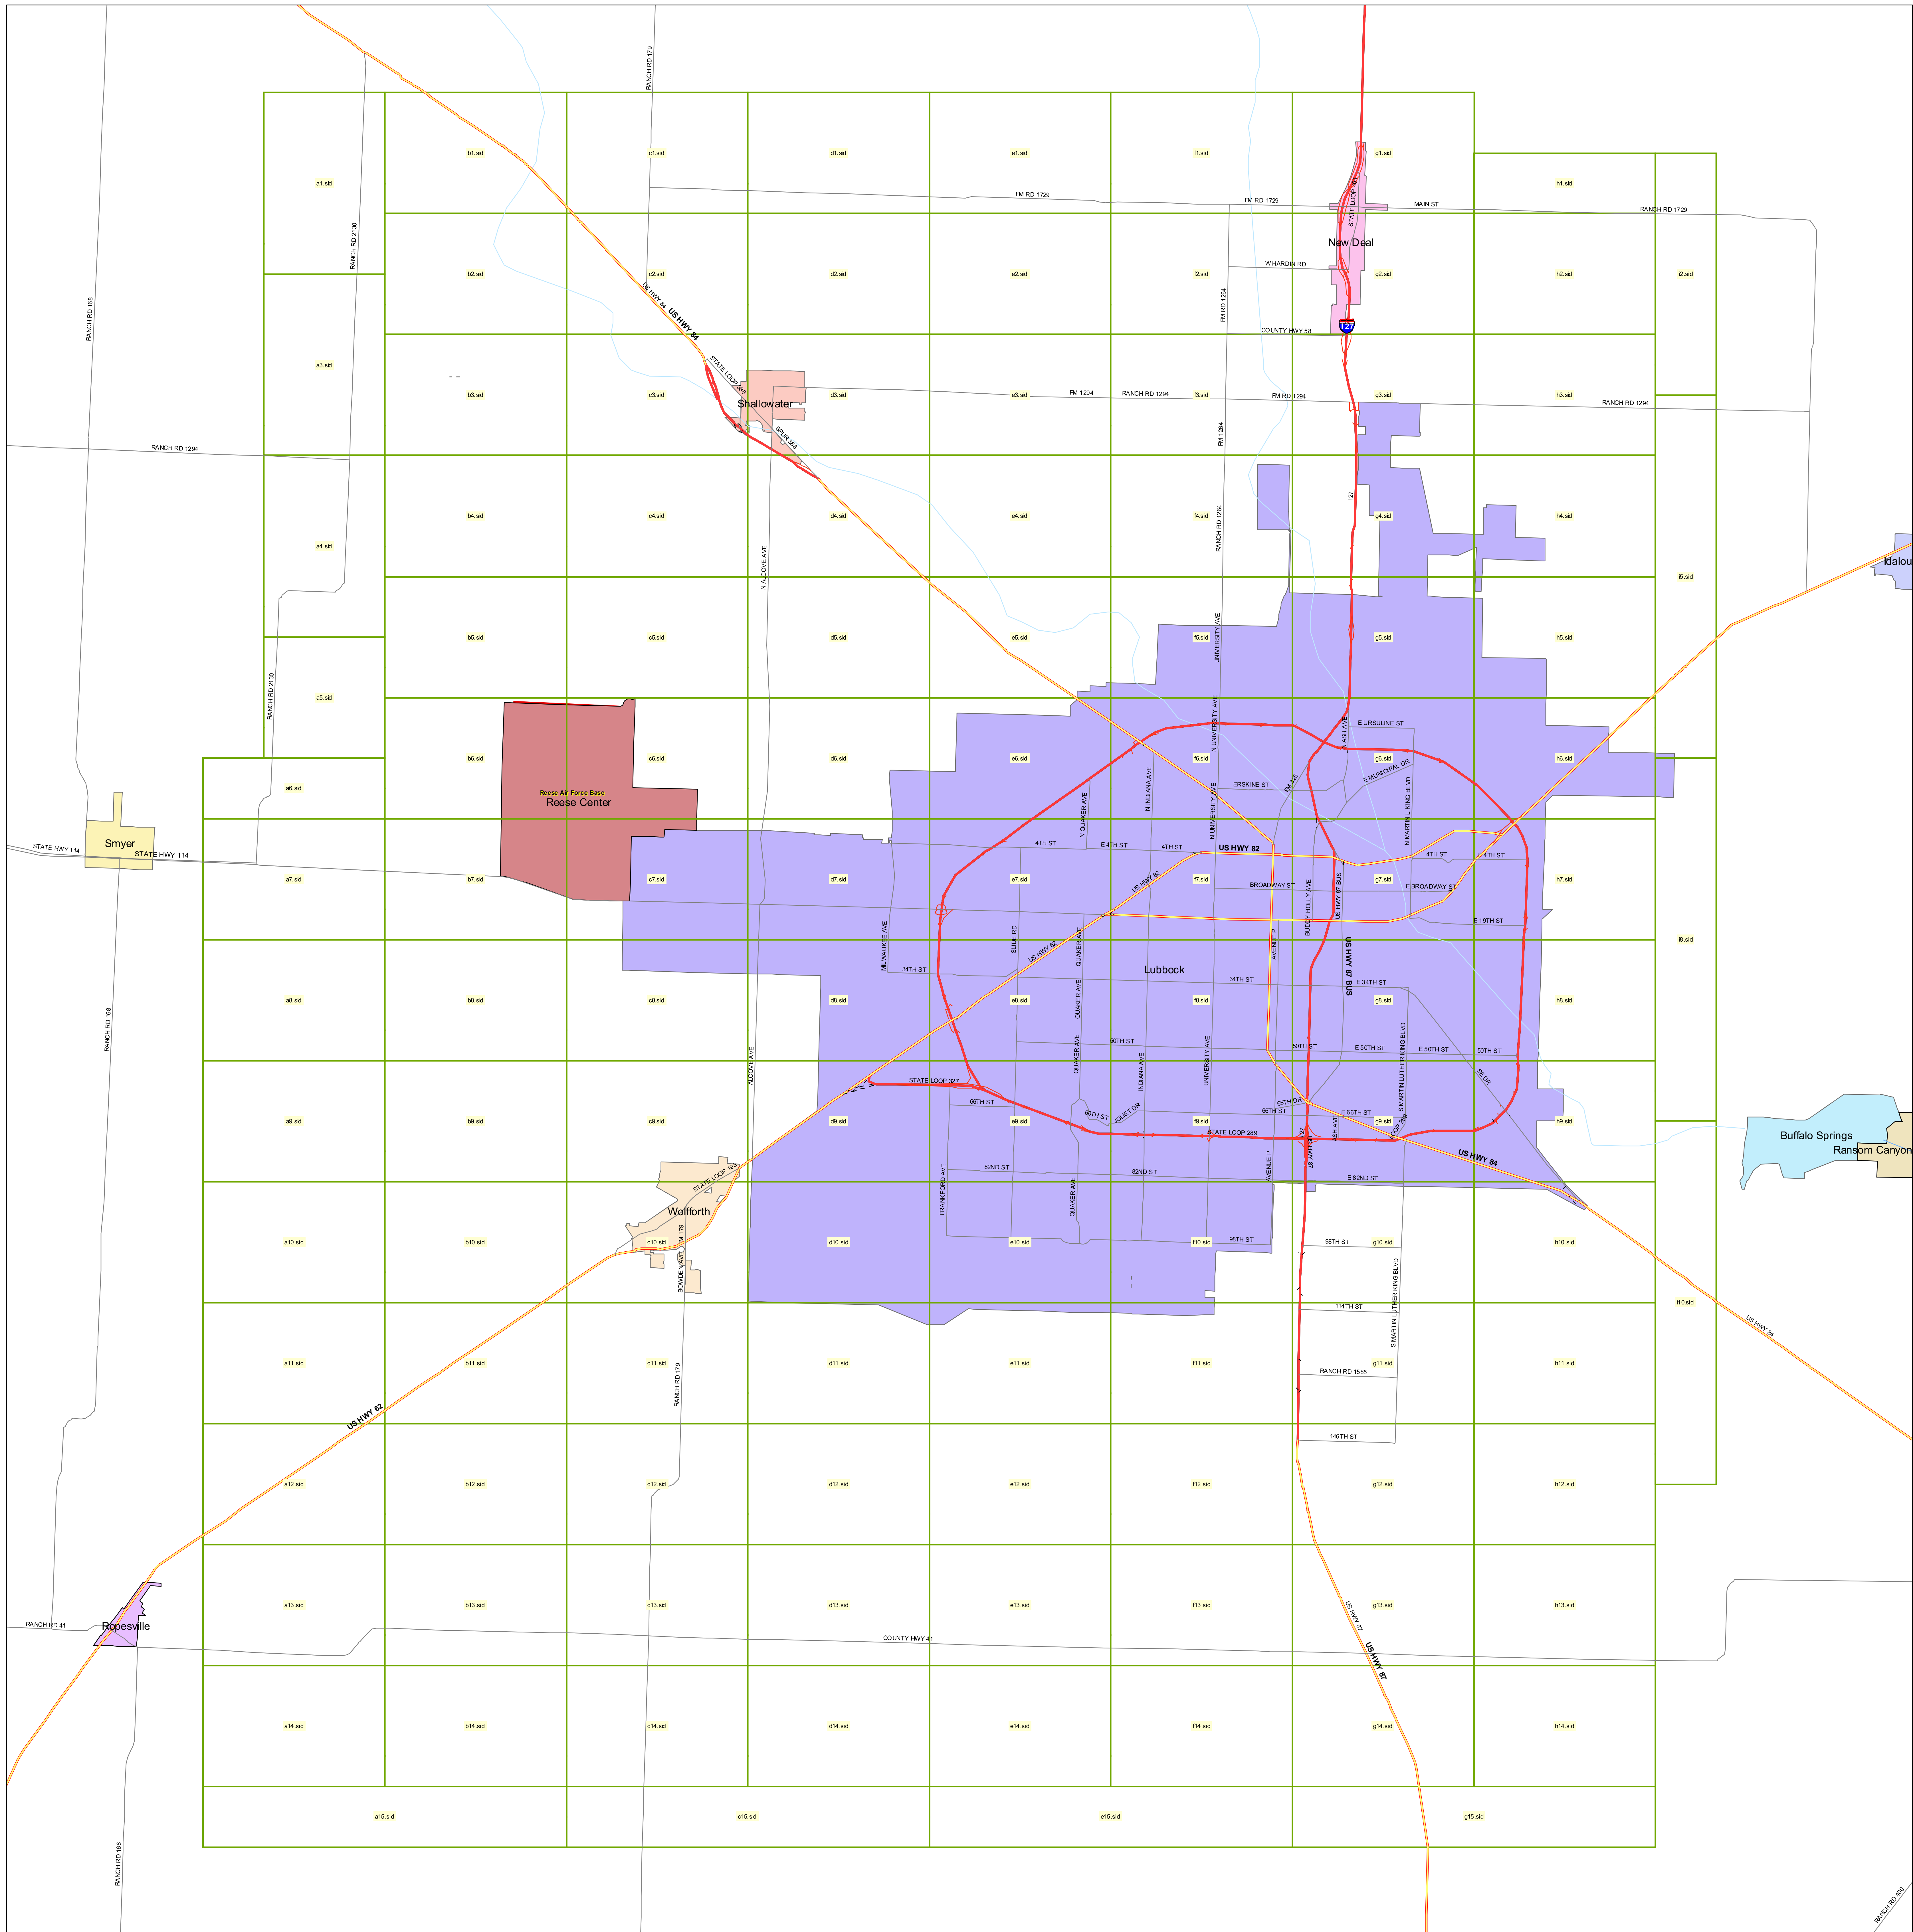 RANCH RD 179
b1.sid
c1.sid
d1.sid
e1.sid
f1.sid
g1.sid
a1.sid
h1.sid
FM RD 1729
FM RD 1729
STATE LOOP 461
MAIN ST
RANCH RD 1729
RANCH RD 2130
New Deal
W HARDIN RD
b2.sid
c2.sid
d2.sid
e2.sid
f2.sid
g2.sid
h2.sid
i2.sid
US HWY 84
US HWY 84
RANCH RD 168
FM RD 1264
COUNTY HWY 58
I 27
a3.sid
STATE LOOP 388
Shallowater
b3.sid
c3.sid
d3.sid
e3.sid
FM 1294
RANCH RD 1294
f3.sid
FM RD 1294
g3.sid
h3.sid
RANCH RD 1294
SPUR 388
FM 1264
RANCH RD 1294
I 27
b4.sid
c4.sid
d4.sid
e4.sid
f4.sid
g4.sid
h4.sid
RANCH RD 1264
a4.sid
N ALCOVE AVE
Idalou
i5.sid
b5.sid
c5.sid
d5.sid
e5.sid
f5.sid
g5.sid
h5.sid
N UNIVERSITY AVE
RANCH RD 2130
a5.sid
N UNIVERSITY AVE
N ASH AVE
E URSULINE ST
b6.sid
c6.sid
d6.sid
e6.sid
f6.sid
g6.sid
h6.sid
a6.sid
Reese Air Force Base
Reese Center
N INDIANA AVE
ERSKINE ST
FM 326
E MUNICIPAL DR
N QUAKER AVE
N UNIVERSITY AVE
N MARTIN L KING BLVD
Smyer
STATE HWY 114
STATE HWY 114
4TH ST
E 4TH ST
4TH ST
US HWY 82
4TH ST
E 4TH ST
a7.sid
b7.sid
c7.sid
d7.sid
e7.sid
US HWY 82
f7.sid
BROADWAY ST
BUDDY HOLLY AVE
US HWY 87 BUS
g7.sid
E BROADWAY ST
h7.sid
E 19TH ST
MILWAUKEE AVE
SLIDE RD
US HWY 62
QUAKER AVE
AVENUE P
US HWY 87 BUS
i8.sid
34TH ST
Lubbock
34TH ST
E 34TH ST
a8.sid
b8.sid
c8.sid
d8.sid
e8.sid
QUAKER AVE
f8.sid
g8.sid
h8.sid
RANCH RD 168
ALCOVE AVE
QUAKER AVE
50TH ST
INDIANA AVE
UNIVERSITY AVE
50TH ST
E 50TH ST
E 50TH ST
50TH ST
S MARTIN LUTHER KING BLVD
SE DR
STATE LOOP 327
66TH ST
68TH ST
JOLIET DR
65TH DR
66TH ST
E 66TH ST
a9.sid
b9.sid
c9.sid
d9.sid
e9.sid
f9.sid
g9.sid
h9.sid
STATE LOOP 289
I 27
US HWY 87
ASH AVE
LOOP 289
Buffalo Springs
Ransom Canyon
US HWY 84
82ND ST
82ND ST
E 82ND ST
AVENUE P
STATE LOOP 193
FRANKFORD AVE
QUAKER AVE
Wolfforth
a10.sid
b10.sid
c10.sid
d10.sid
e10.sid
f10.sid
98TH ST
98TH ST
g10.sid
h10.sid
BOWDEN AVE
FM 179
S MARTIN LUTHER KING BLVD
i10.sid
114TH ST
US HWY 84
a11.sid
b11.sid
c11.sid
d11.sid
e11.sid
f11.sid
g11.sid
h11.sid
RANCH RD 1585
RANCH RD 179
US HWY 62
146TH ST
a12.sid
b12.sid
c12.sid
d12.sid
e12.sid
f12.sid
g12.sid
h12.sid
a13.sid
b13.sid
c13.sid
d13.sid
e13.sid
f13.sid
g13.sid
h13.sid
US HWY 87
RANCH RD 41
Ropesville
COUNTY HWY 41
US HWY 87
a14.sid
b14.sid
c14.sid
d14.sid
e14.sid
f14.sid
g14.sid
h14.sid
a15.sid
c15.sid
e15.sid
g15.sid
RANCH RD 168
RANCH RD 400